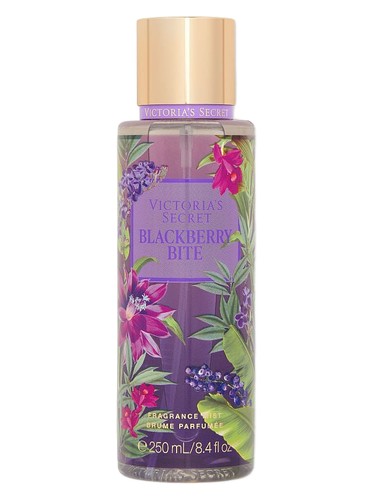 VICTORIA'S SECRET
VICTORIA'S
SECRET
BLACKBERRY
BITE
FRAGRANCE MIST
BRUME PARFUMÉE
℮ 250 mL/8.4 fl oz